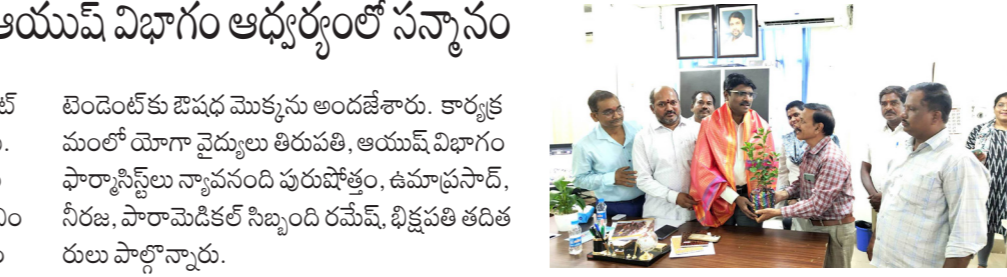 ఆయుష్ విభాగం ఆధ్వర్యంలో సన్మానం
టెండెంట్‌కు ఔషధ మొక్కను అందజేశారు. కార్యక్ర
మంలో యోగా వైద్యులు తిరుపతి, ఆయుష్ విభాగం
ఫార్మాసిస్ట్‌లు న్యావనంది పురుషోత్తం, ఉమాప్రసాద్,
నీరజ, పారామెడికల్ సిబ్బంది రమేష్, భిక్షపతి తదిత
రులు పాల్గొన్నారు.